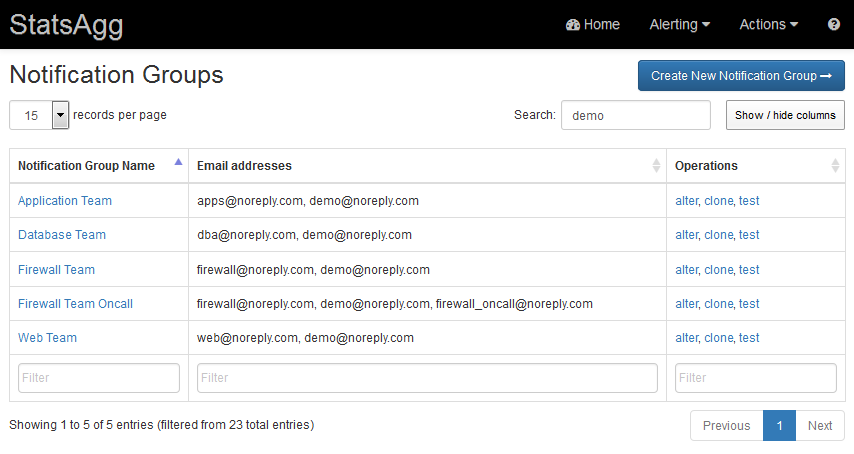 StatsAgg Home Alerting Actions
Notification Groups Create New Notification Group
15 records per page Search: demo Show / hide columns
Notification Group Name Email addresses Operations
Application Team apps@noreply.com, demo@noreply.com alter, clone, test
Database Team dba@noreply.com, demo@noreply.com alter, clone, test
Firewall Team firewall@noreply.com, demo@noreply.com alter, clone, test
Firewall Team Oncall firewall@noreply.com, demo@noreply.com, firewall_oncall@noreply.com alter, clone, test
Web Team web@noreply.com, demo@noreply.com alter, clone, test
Filter Filter Filter
Showing 1 to 5 of 5 entries (filtered from 23 total entries) Previous 1 Next